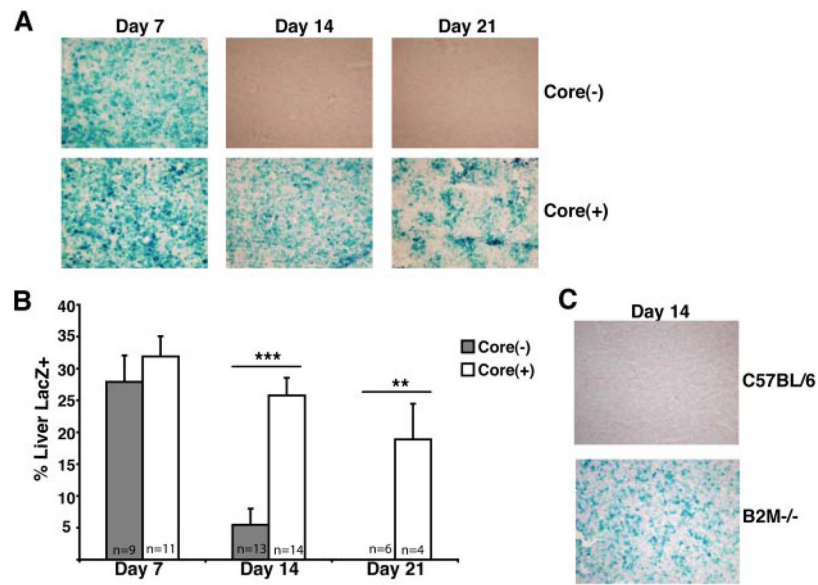 A
Day 7 Day 14 Day 21
Core(-)
Core(+)
B
% Liver LacZ+
40
35
30
25
20
15
10
5
Core(-)
Core(+)
***
**
n=9 n=11 n=13 n=14 n=6 n=4
Day 7 Day 14 Day 21
C
Day 14
C57BL/6
B2M-/-